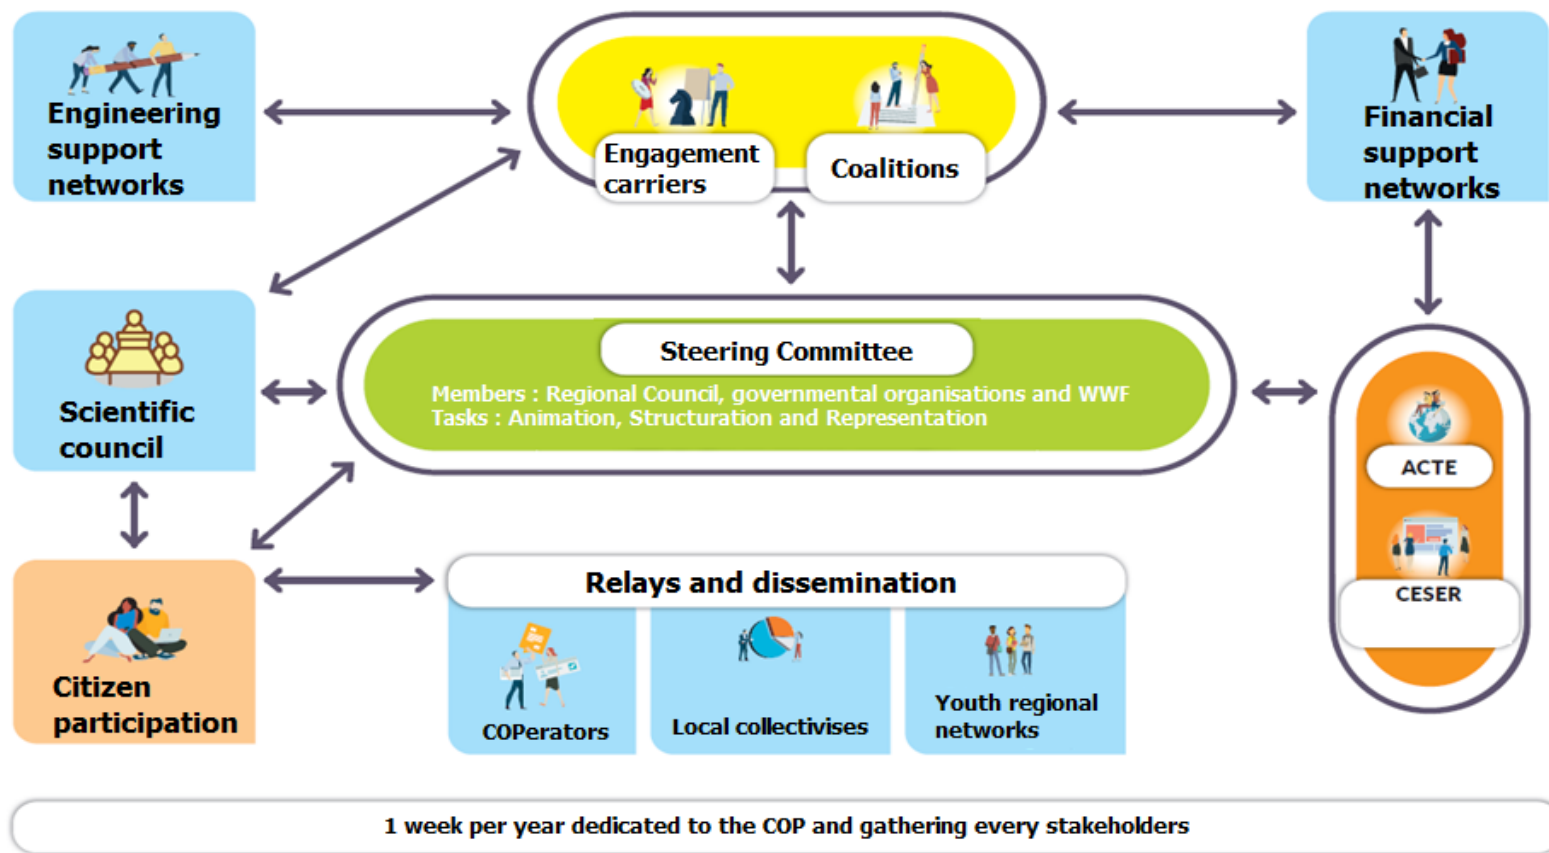 Engineering
support
networks
Engagement
carriers
Coalitions
Financial
support
networks
Scientific
council
Steering Committee
Members : Regional Council, governmental organisations and WWF
Tasks : Animation, Structuration and Representation
ACTE
CESER
Citizen
participation
Relays and dissemination
COPerators
Local collectivises
Youth regional
networks
1 week per year dedicated to the COP and gathering every stakeholders